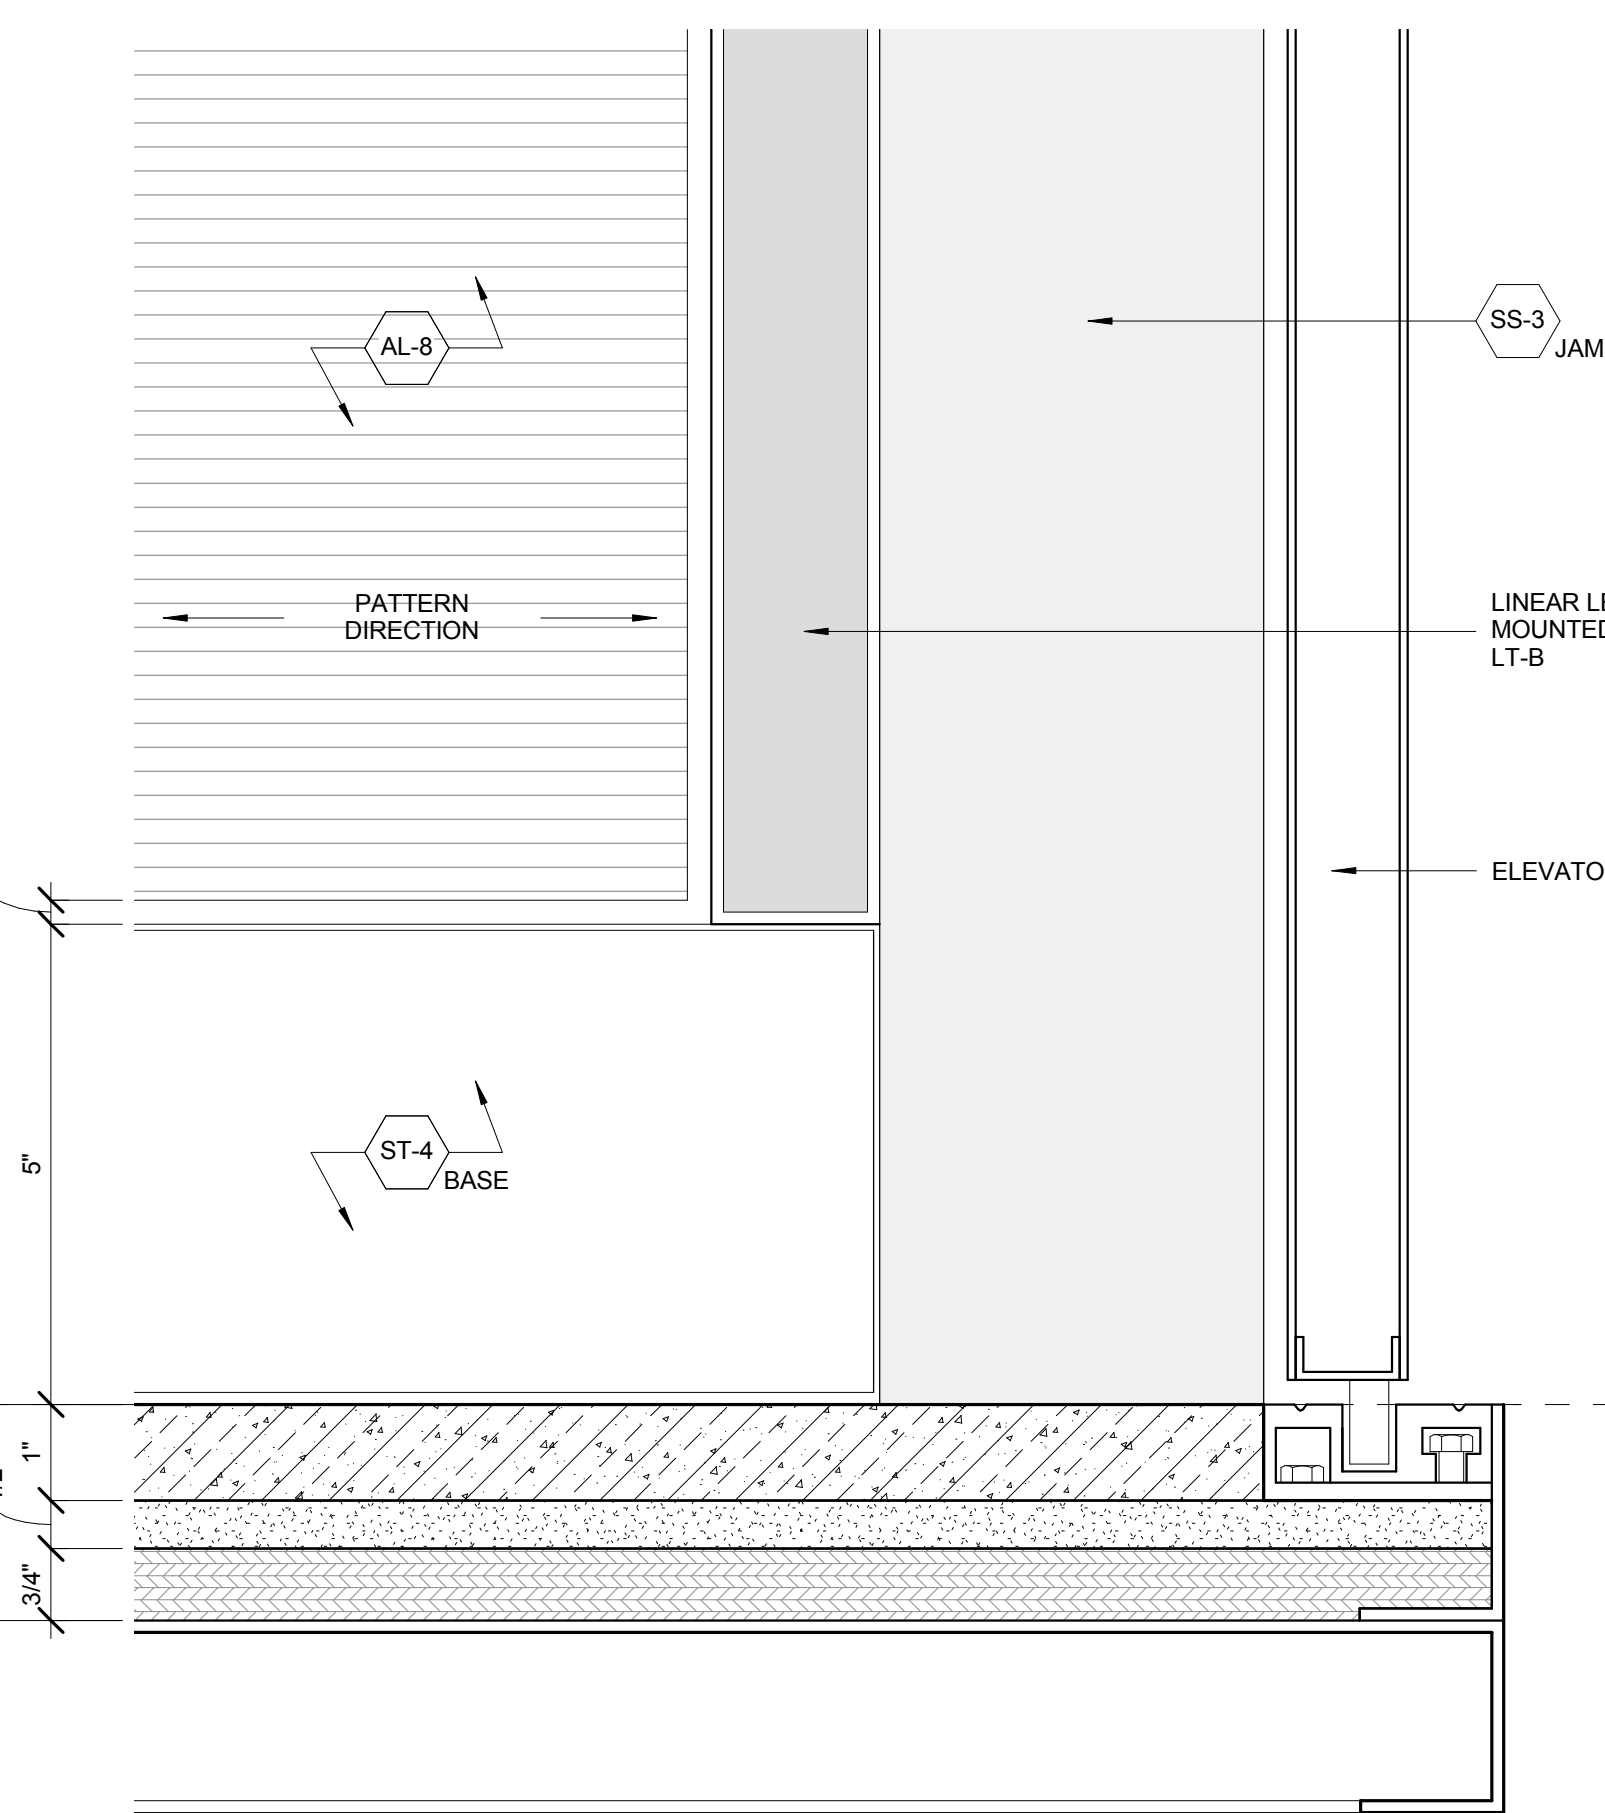 AL-8
SS-3
JAM
PATTERN
DIRECTION
LINEAR LE
MOUNTED
LT-B
ELEVATO
5"
ST-4
BASE
1"
3/4"